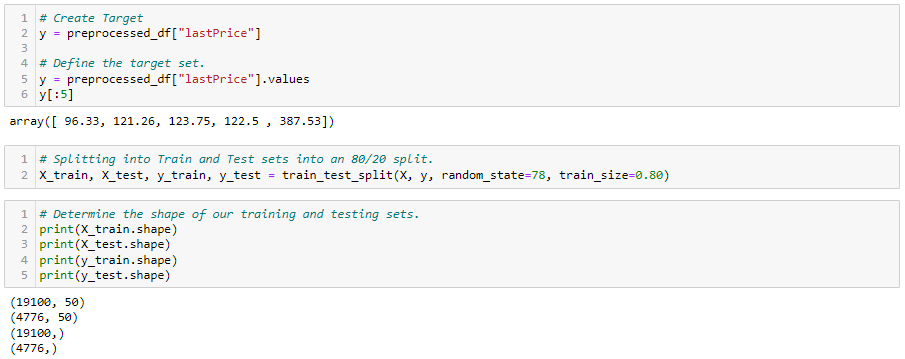 1 # Create Target
2 y = preprocessed_df["lastPrice"]
3
4 # Define the target set.
5 y = preprocessed_df["lastPrice"].values
6 y[:5]
array([ 96.33, 121.26, 123.75, 122.5 , 387.53])
1 # Splitting into Train and Test sets into an 80/20 split.
2 X_train, X_test, y_train, y_test = train_test_split(X, y, random_state=78, train_size=0.80)
1 # Determine the shape of our training and testing sets.
2 print(X_train.shape)
3 print(X_test.shape)
4 print(y_train.shape)
5 print(y_test.shape)
(19100, 50)
(4776, 50)
(19100,)
(4776,)